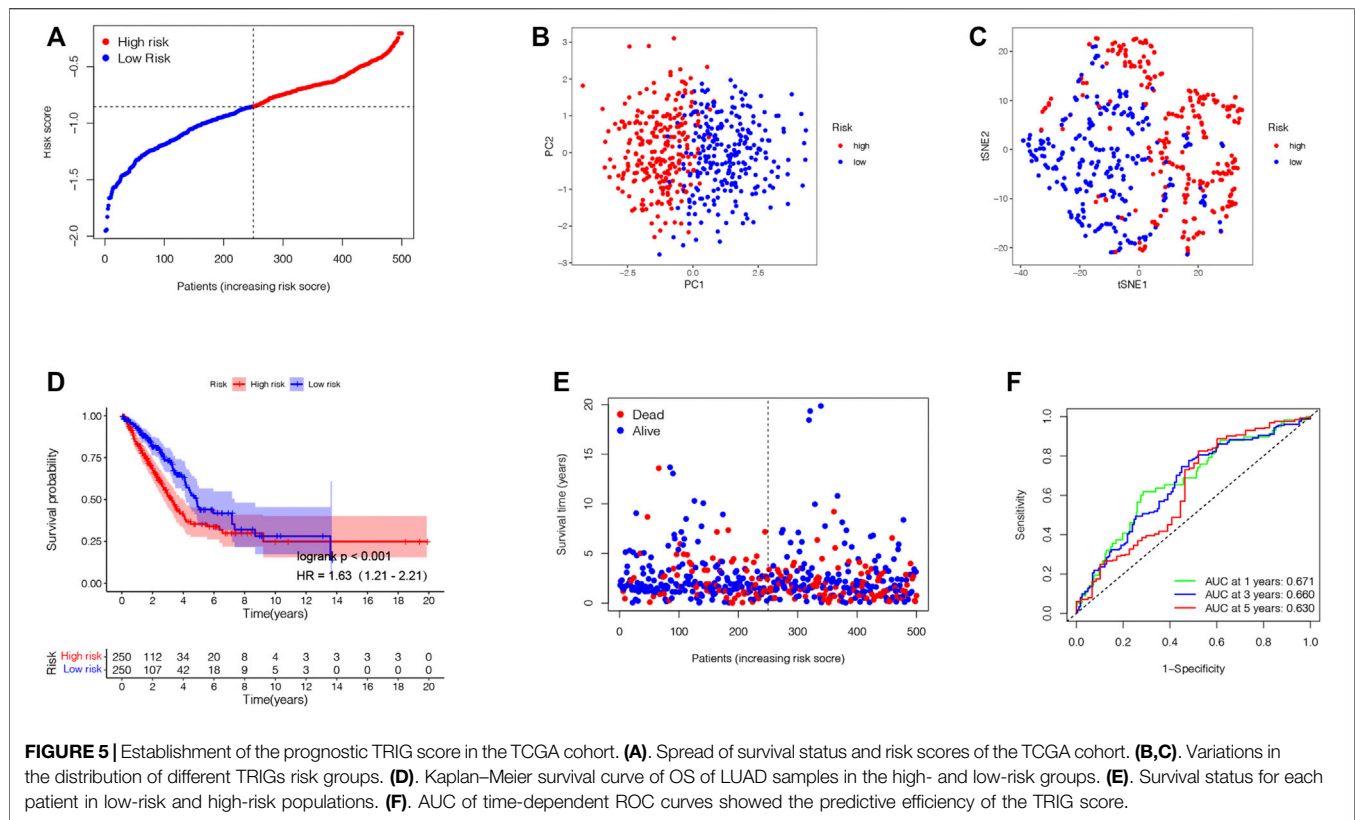 A
High risk
Low Risk
−0.5
−1.0
−1.5
−2.0
Risk score
0 100 200 300 400 500
Patients (increasing risk socre)
B
3
2
1
0
−1
−2
−3
PC2
−2.5 0.0 2.5
PC1
Risk
high
low
C
20
10
0
−10
−20
tSNE2
−40 −20 0 20
tSNE1
Risk
high
low
D
Risk High risk Low risk
1.00
0.75
0.50
0.25
0.00
Survival probability
logrank p < 0.001
HR = 1.63 (1.21 - 2.21)
0 2 4 6 8 10 12 14 16 18 20
Time(years)
Risk
High risk 250 112 34 20 8 4 3 3 3 3 0
Low risk 250 107 42 18 9 5 3 0 0 0 0
0 2 4 6 8 10 12 14 16 18 20
Time(years)
E
Dead
Alive
20
15
10
5
0
Survival time (years)
0 100 200 300 400 500
Patients (increasing risk socre)
F
1.0
0.8
0.6
0.4
0.2
0.0
Sensitivity
AUC at 1 years: 0.671
AUC at 3 years: 0.660
AUC at 5 years: 0.630
0.0 0.2 0.4 0.6 0.8 1.0
1−Specificity
FIGURE 5 | Establishment of the prognostic TRIG score in the TCGA cohort. (A). Spread of survival status and risk scores of the TCGA cohort. (B,C). Variations in
the distribution of different TRIGs risk groups. (D). Kaplan–Meier survival curve of OS of LUAD samples in the high- and low-risk groups. (E). Survival status for each
patient in low-risk and high-risk populations. (F). AUC of time-dependent ROC curves showed the predictive efficiency of the TRIG score.